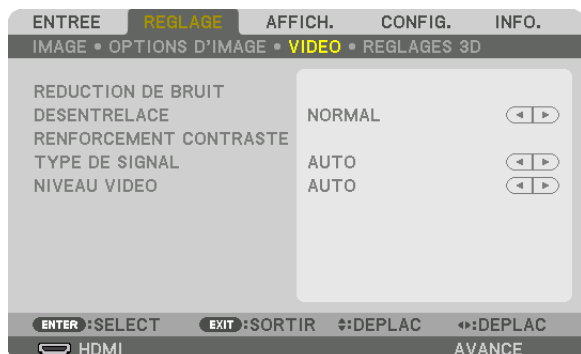 ENTREE REGLAGE AFFICH. CONFIG. INFO.
IMAGE • OPTIONS D'IMAGE • VIDEO • REGLAGES 3D
REDUCTION DE BRUIT
DESENTRELACE NORMAL
RENFORCEMENT CONTRASTE
TYPE DE SIGNAL AUTO
NIVEAU VIDEO AUTO
ENTER :SELECT EXIT :SORTIR :DEPLAC :DEPLAC
HDMI AVANCE